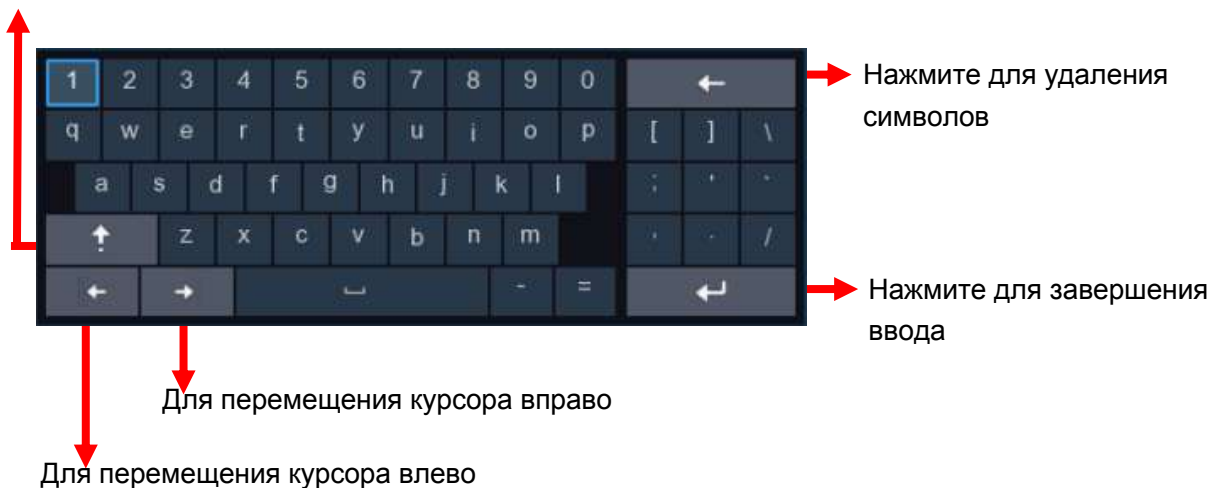 1 2 3 4 5 6 7 8 9 0
Нажмите для удаления
символов
q w e r t y u i o p [ ] \
a s d f g h j k l ; ' `
z x c v b n m , . /
- =
Нажмите для завершения
ввода
Для перемещения курсора вправо
Для перемещения курсора влево